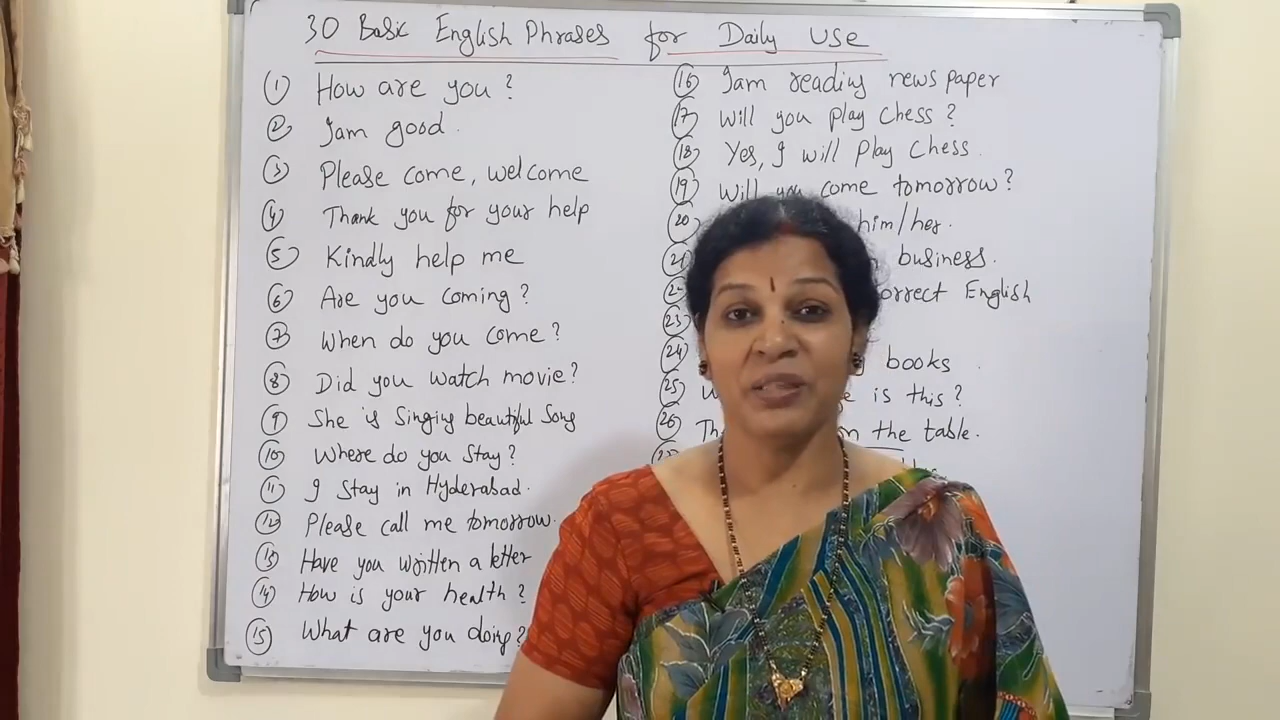 30 Basic English Phrases for Daily Use
1 How are you?
2 Iam good.
3 Please come, welcome
4 Thank you for your help
5 Kindly help me
6 Are you coming?
7 When do you come?
8 Did you watch movie?
9 She is singing beautiful song
10 Where do you stay?
11 I stay in Hyderabad.
12 Please call me tomorrow.
13 Have you written a letter
14 How is your health?
15 What are you doing?
16 Iam reading news paper
17 Will you play chess?
18 Yes, I will play chess.
19 Will you come tomorrow?
20 him/her.
21 business.
English
23
24 books
25 is this?
26 the table.